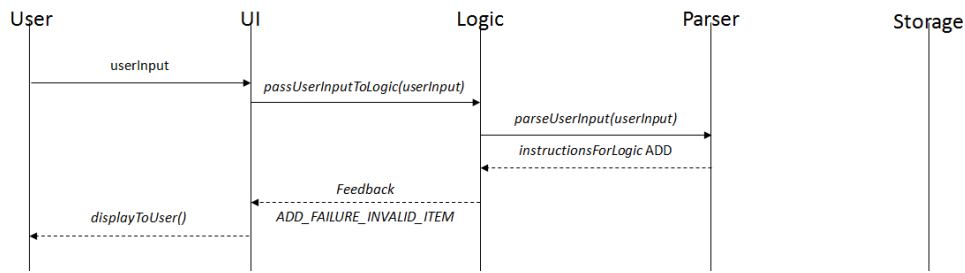 User
UI
Logic
Parser
Storage
userInput
passUserInputToLogic(userInput)
parseUserInput(userInput)
instructionsForLogic ADD
Feedback
ADD_FAILURE_INVALID_ITEM
displayToUser()